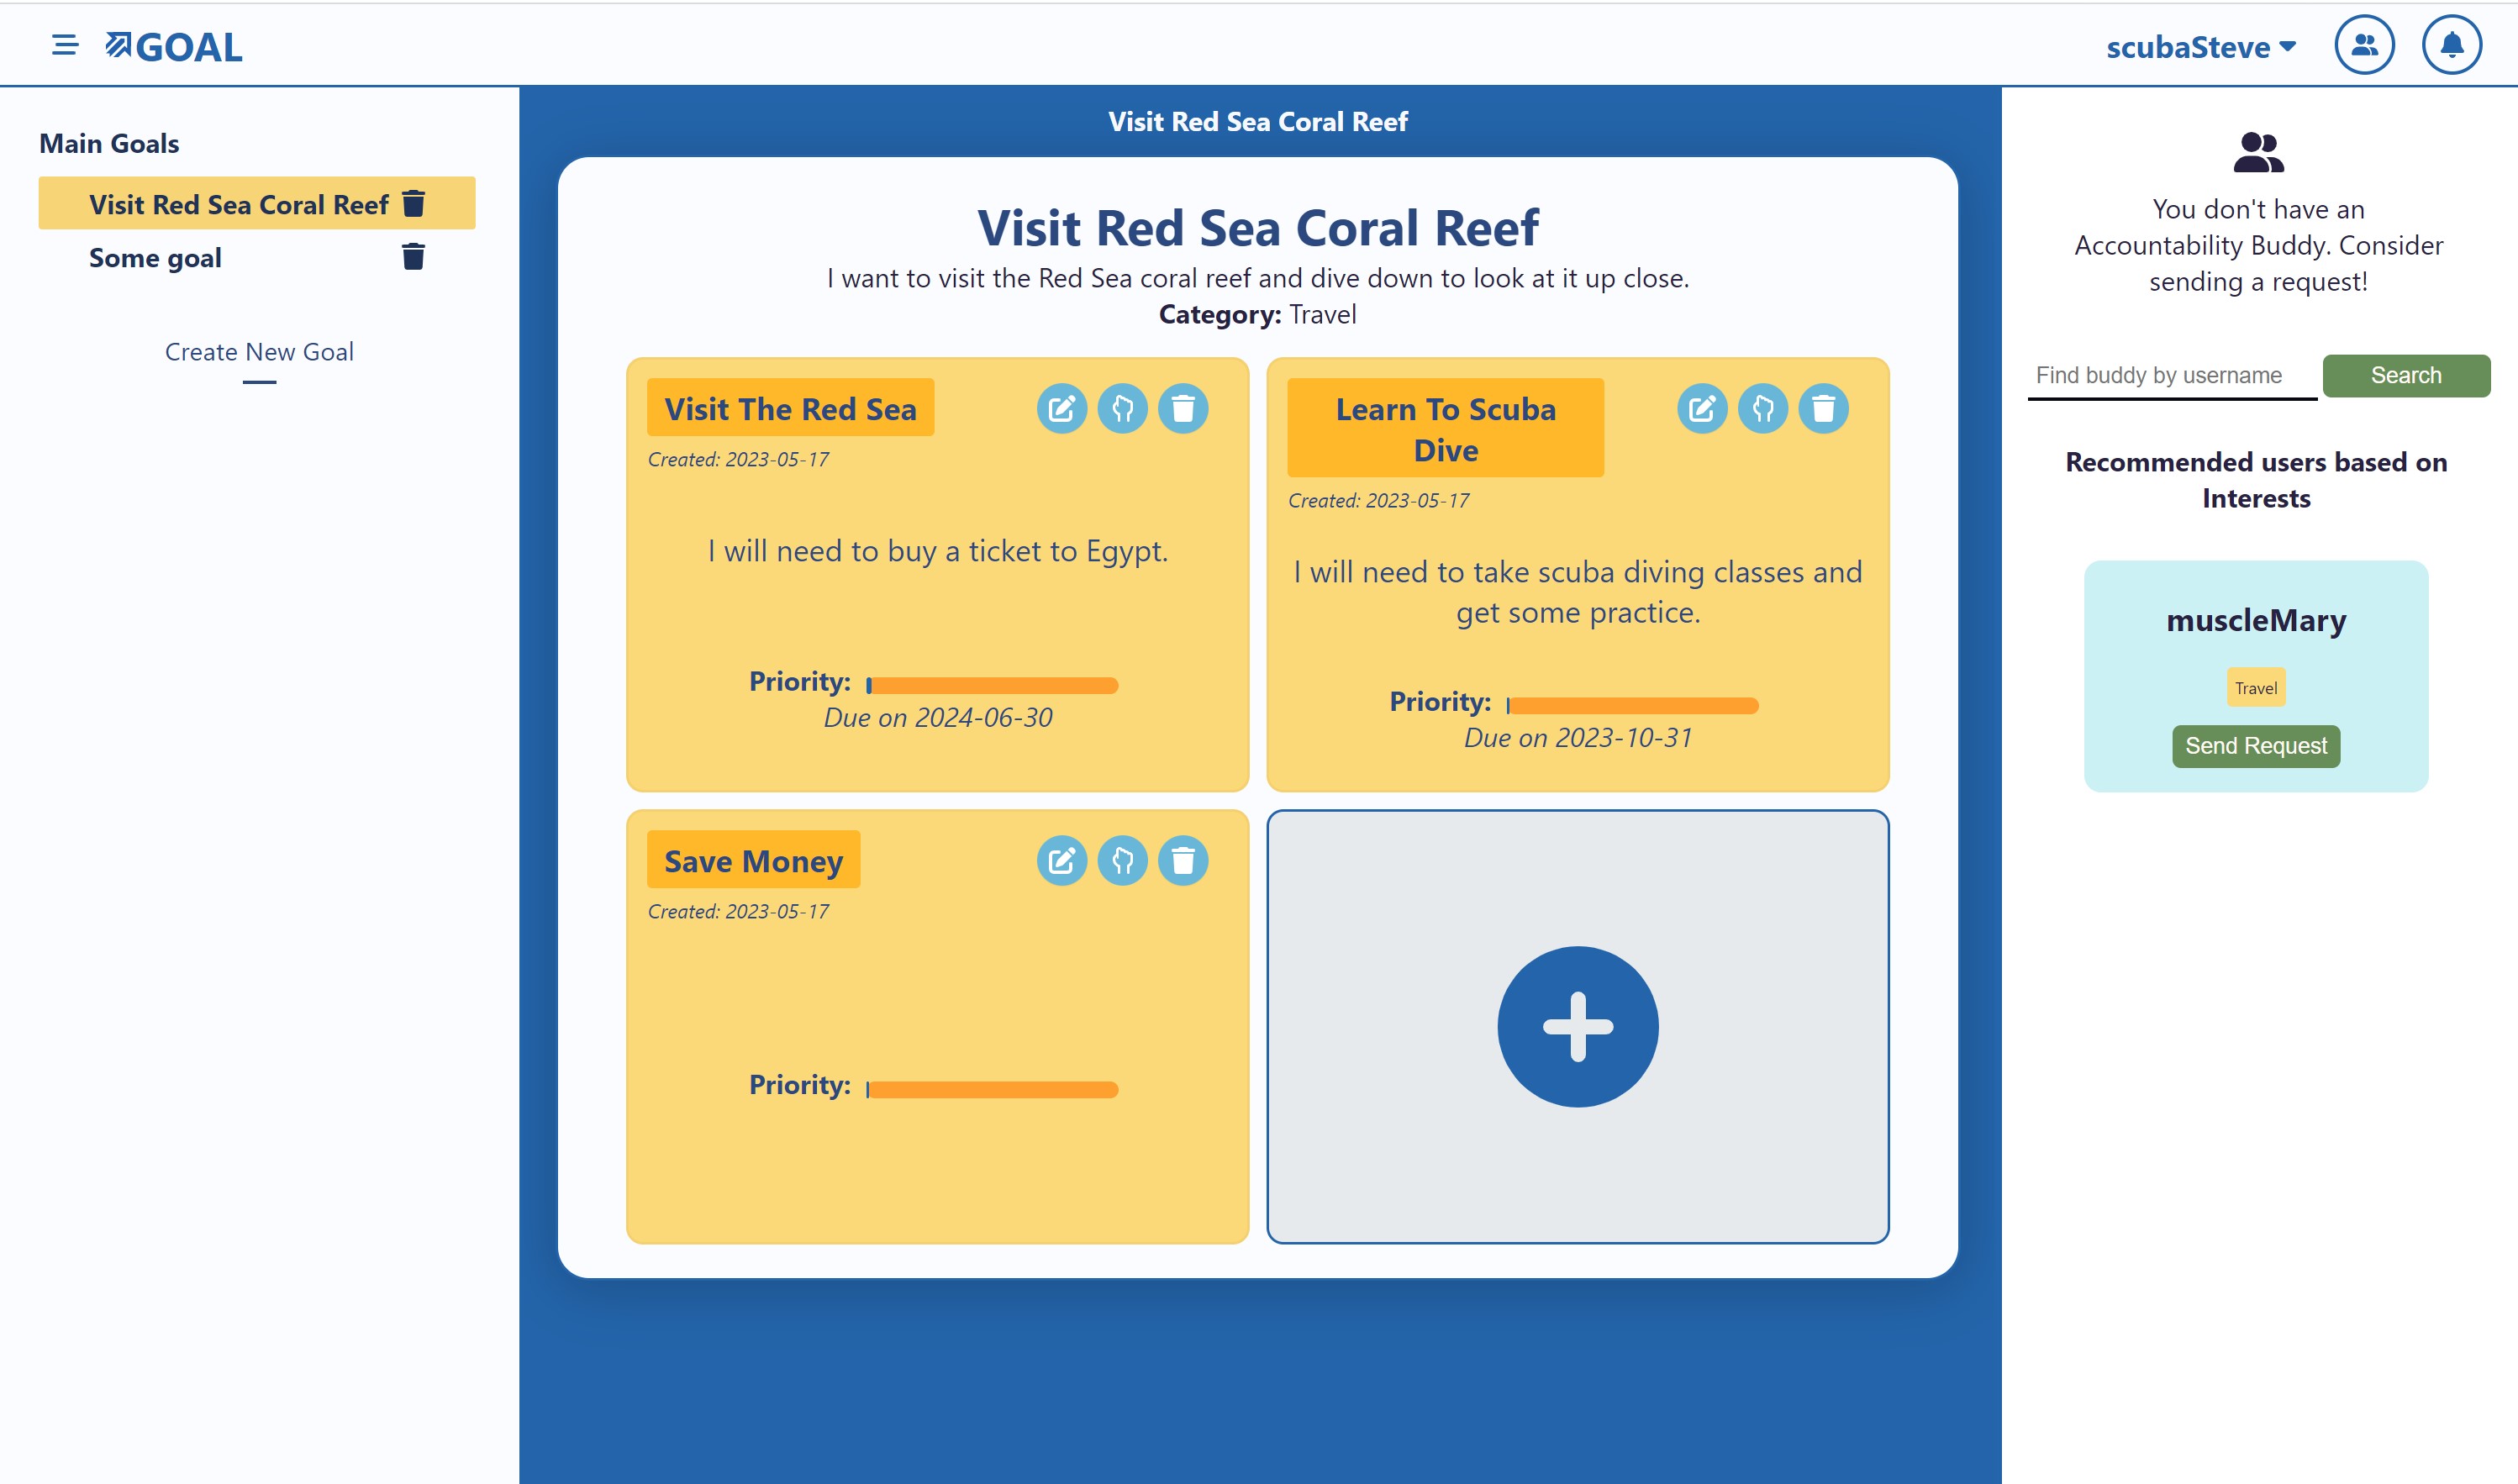 GOAL
scubaSteve
Main Goals
Visit Red Sea Coral Reef
Some goal
Create New Goal
Visit Red Sea Coral Reef
Visit Red Sea Coral Reef
I want to visit the Red Sea coral reef and dive down to look at it up close.
Category: Travel
Visit The Red Sea
Created: 2023-05-17
I will need to buy a ticket to Egypt.
Priority:
Due on 2024-06-30
Learn To Scuba
Dive
Created: 2023-05-17
I will need to take scuba diving classes and
get some practice.
Priority:
Due on 2023-10-31
Save Money
Created: 2023-05-17
Priority:
You don't have an
Accountability Buddy. Consider
sending a request!
Find buddy by username
Search
Recommended users based on
Interests
muscleMary
Travel
Send Request